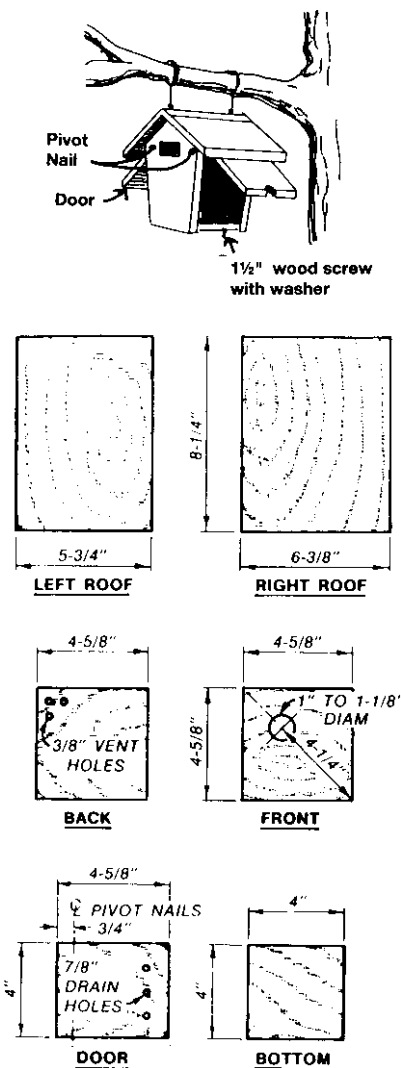 Pivot
Nail
Door
1½" wood screw
with washer
8-1/4"
5-3/4"
6-3/8"
LEFT ROOF
RIGHT ROOF
4-5/8"
4-5/8"
3/8" VENT
HOLES
4-5/8"
1" TO 1-1/8"
DIAM
4-1/4"
BACK
FRONT
4-5/8"
℄ PIVOT NAILS
3/4"
4"
4"
7/8"
DRAIN
HOLES
4"
DOOR
BOTTOM